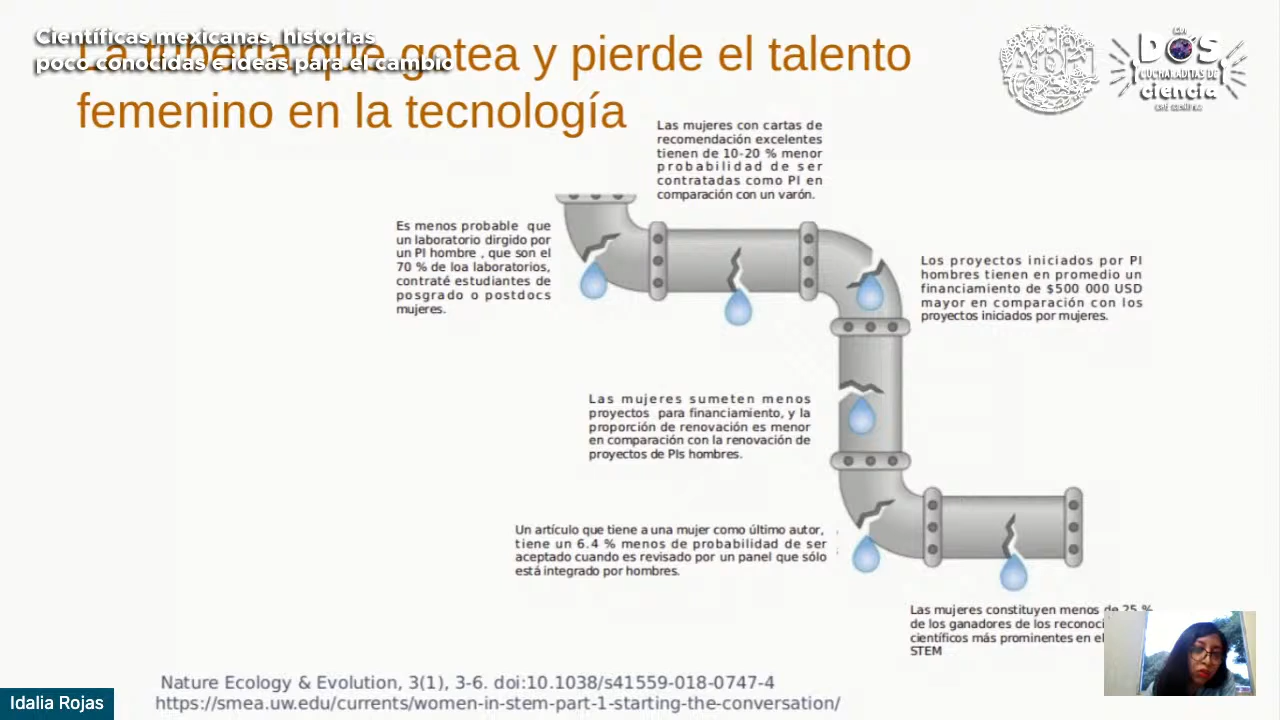 Científicas mexicanas, historias
poco conocidas e ideas para el cambio
La tubería que gotea y pierde el talento
femenino en la tecnología
DOS
CUCHARADITAS DE
ciencia
Las mujeres con cartas de
recomendación excelentes
tienen de 10-20 % menor
probabilidad de ser
contratadas como PI en
comparación con un varón.
Es menos probable que
un laboratorio dirgido por
un PI hombre , que son el
70 % de loa laboratorios,
contraté estudiantes de
posgrado o postdocs
mujeres.
Los proyectos iniciados por PI
hombres tienen en promedio un
financiamiento de $500 000 USD
mayor en comparación con los
proyectos iniciados por mujeres.
Las mujeres sumeten menos
proyectos para financiamiento, y la
proporción de renovación es menor
en comparación con la renovación de
proyectos de PIs hombres.
Un artículo que tiene a una mujer como último autor,
tiene un 6.4 % menos de probabilidad de ser
aceptado cuando es revisado por un panel que sólo
está integrado por hombres.
Las mujeres constituyen menos de 25 %
de los ganadores de los
científicos más prominentes en
STEM
Nature Ecology & Evolution, 3(1), 3-6. doi:10.1038/s41559-018-0747-4
https://smea.uw.edu/currents/women-in-stem-part-1-starting-the-conversation/
Idalia Rojas